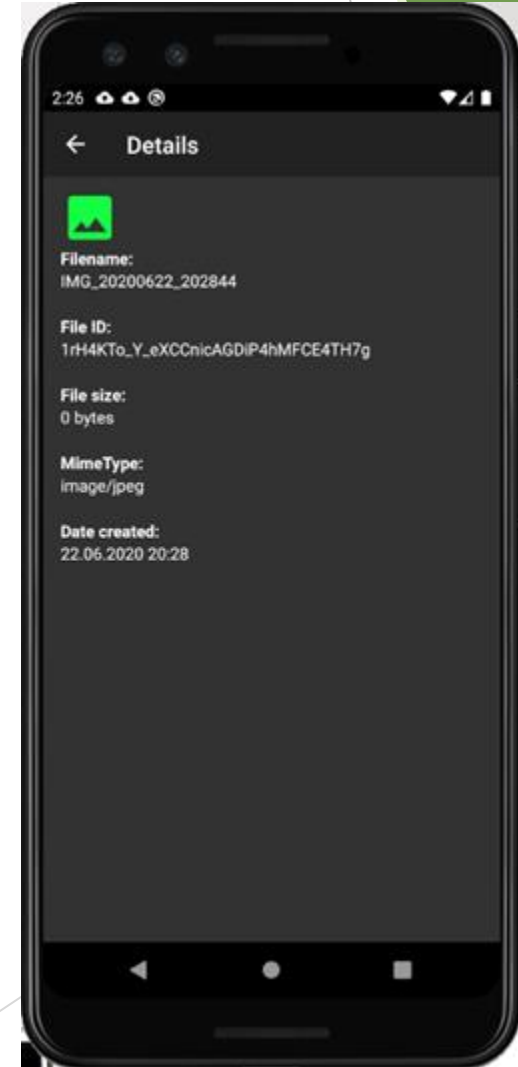 2:26
Details
Filename:
IMG_20200622_202844
File ID:
1rH4KTo_Y_eXCCnicAGDiP4hMFCE4TH7g
File size:
0 bytes
MimeType:
image/jpeg
Date created:
22.06.2020 20:28